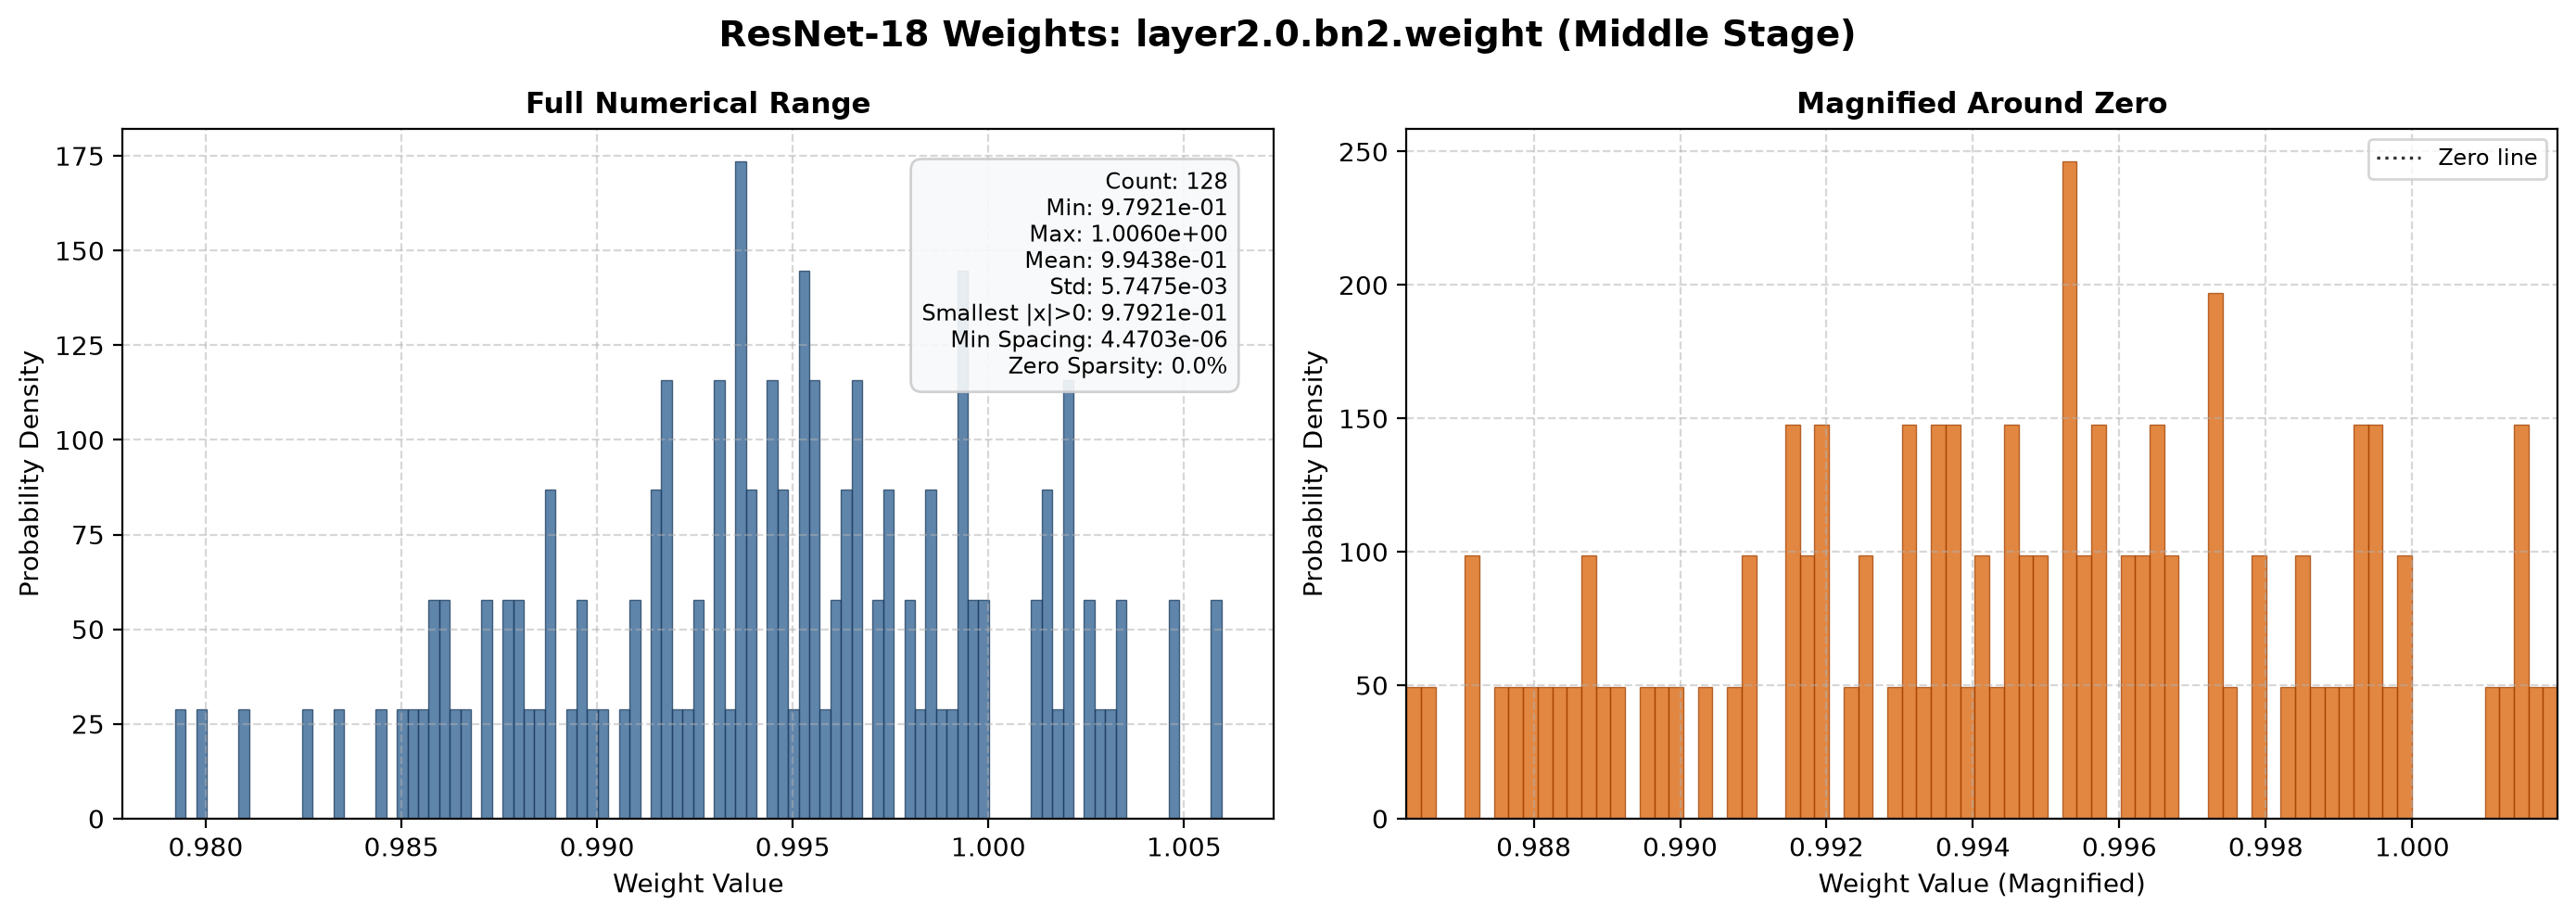 ResNet-18 Weights: layer2.0.bn2.weight (Middle Stage)
Full Numerical Range
Probability Density
175
150
125
100
75
50
25
0
Count: 128
Min: 9.7921e-01
Max: 1.0060e+00
Mean: 9.9438e-01
Std: 5.7475e-03
Smallest |x|>0: 9.7921e-01
Min Spacing: 4.4703e-06
Zero Sparsity: 0.0%
0.980 0.985 0.990 0.995 1.000 1.005
Weight Value
Magnified Around Zero
Probability Density
250
200
150
100
50
0
Zero line
0.988 0.990 0.992 0.994 0.996 0.998 1.000
Weight Value (Magnified)